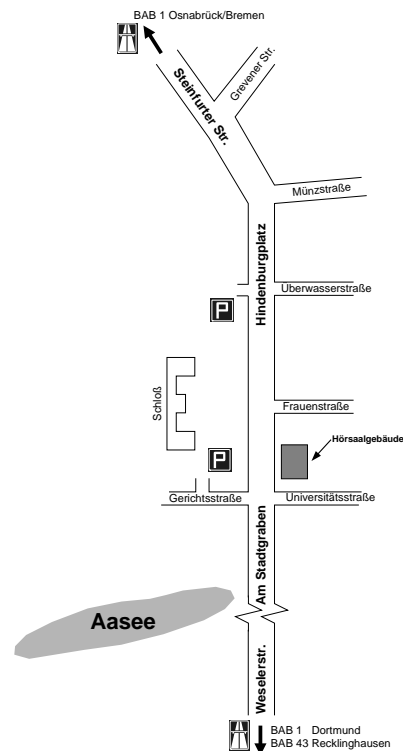 BAB 1 Osnabrück/Bremen
Grevener Str.
Steinfurter Str.
Münzstraße
Hindenburgplatz
Überwasserstraße
P
Schloß
Frauenstraße
Hörsaalgebäude
P
Gerichtsstraße
Universitätsstraße
Am Stadtgraben
Aasee
Weselerstr.
BAB 1 Dortmund
BAB 43 Recklinghausen